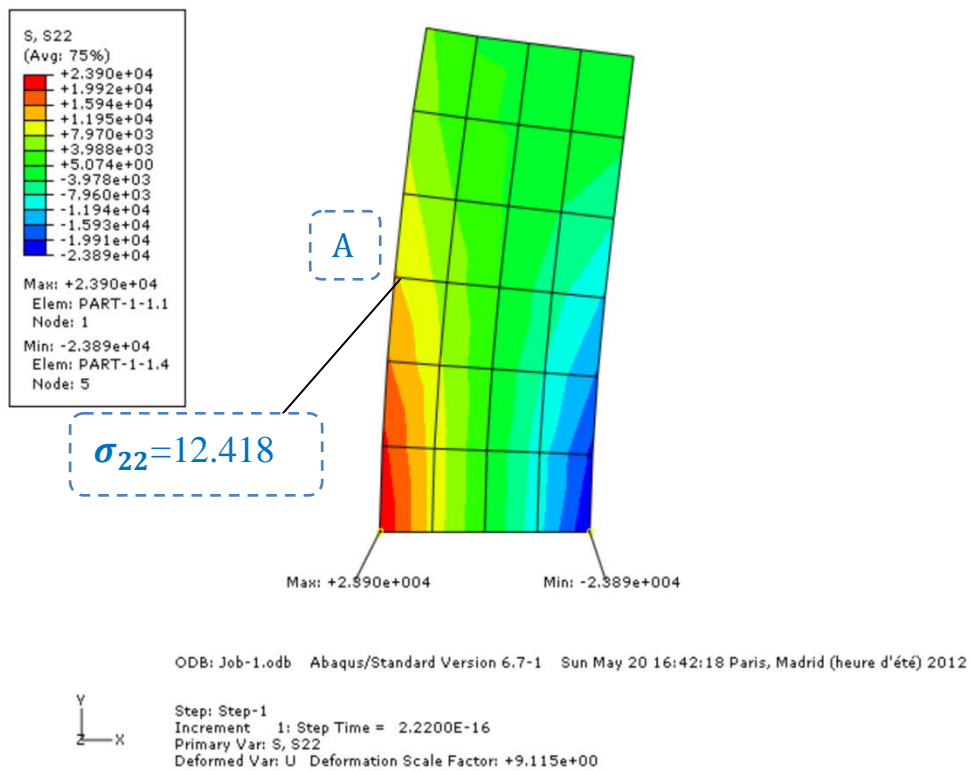 S, S22
(Avg: 75%)
+2.390e+04
+1.992e+04
+1.594e+04
+1.195e+04
+7.970e+03
+3.988e+03
+5.074e+00
-3.978e+03
-7.960e+03
-1.194e+04
-1.593e+04
-1.991e+04
-2.389e+04
Max: +2.390e+04
Elem: PART-1-1.1
Node: 1
Min: -2.389e+04
Elem: PART-1-1.4
Node: 5
A
σ22=12.418
Max: +2.390e+004
Min: -2.389e+004
ODB: Job-1.odb Abaqus/Standard Version 6.7-1 Sun May 20 16:42:18 Paris, Madrid (heure d'été) 2012
Y
Z X
Step: Step-1
Increment 1: Step Time = 2.2200E-16
Primary Var: S, S22
Deformed Var: U Deformation Scale Factor: +9.115e+00